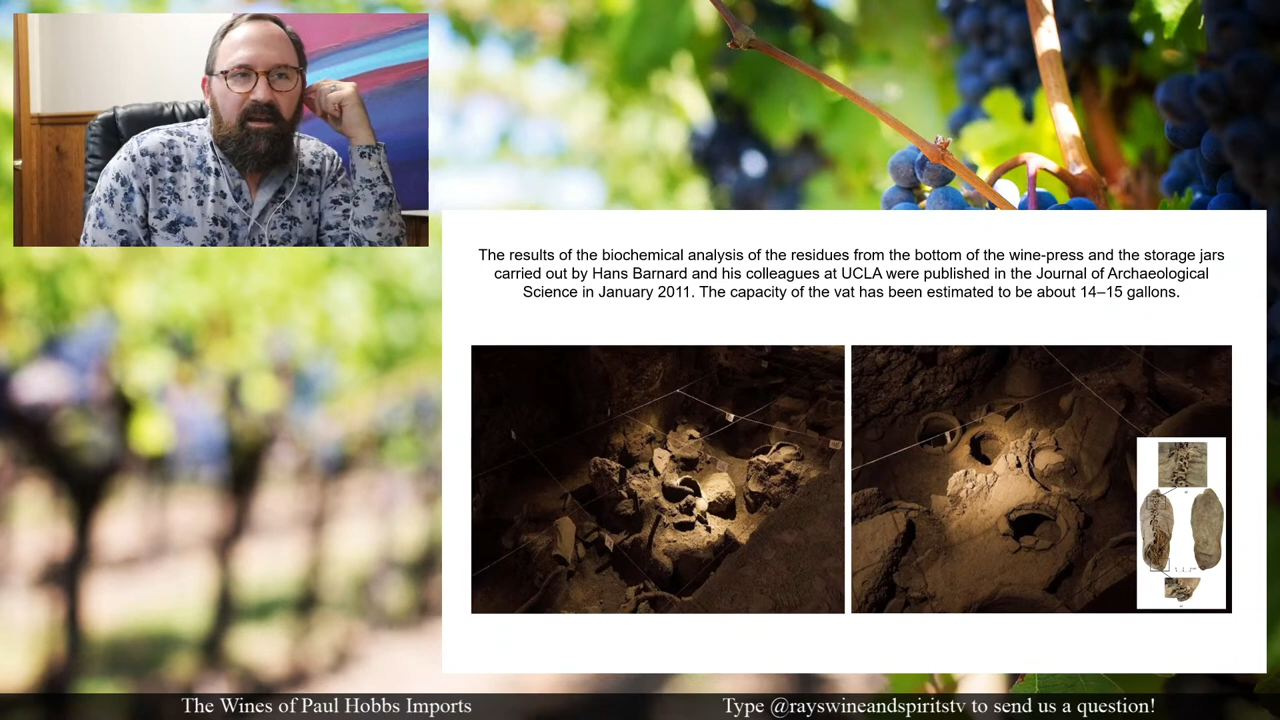 The results of the biochemical analysis of the residues from the bottom of the wine-press and the storage jars
carried out by Hans Barnard and his colleagues at UCLA were published in the Journal of Archaeological
Science in January 2011. The capacity of the vat has been estimated to be about 14–15 gallons.
The Wines of Paul Hobbs Imports
Type @rayswineandspiritstv to send us a question!